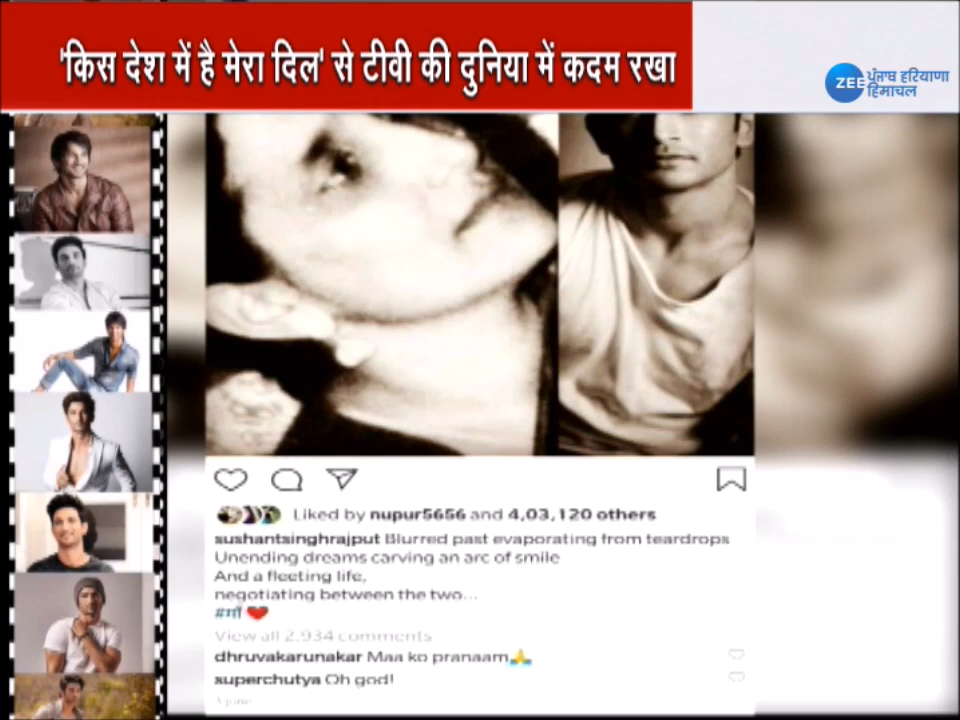 'किस देश में है मेरा दिल' से टीवी की दुनिया में कदम रखा
ZEE ਪੰਜਾਬ हरियाणा
हिमाचल
Liked by nupur5656 and 4,03,120 others
sushantsinghrajput Blurred past evaporating from teardrops
Unending dreams carving an arc of smile
And a fleeting life,
negotiating between the two...
#माँ ❤️
View all 2,934 comments
dhruvakarunakar Maa ko pranaam🙏
superchutya Oh god!
3 june